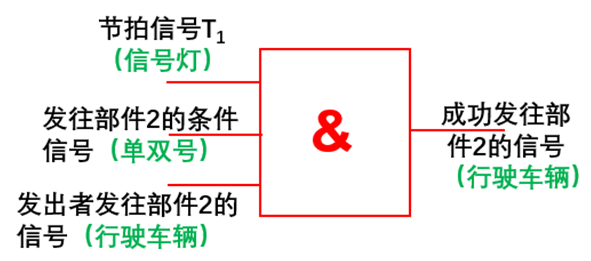 节拍信号T₁
（信号灯）
发往部件2的条件
信号（单双号）
发出者发往部件2的
信号（行驶车辆）
&
成功发往部
件2的信号
（行驶车辆）